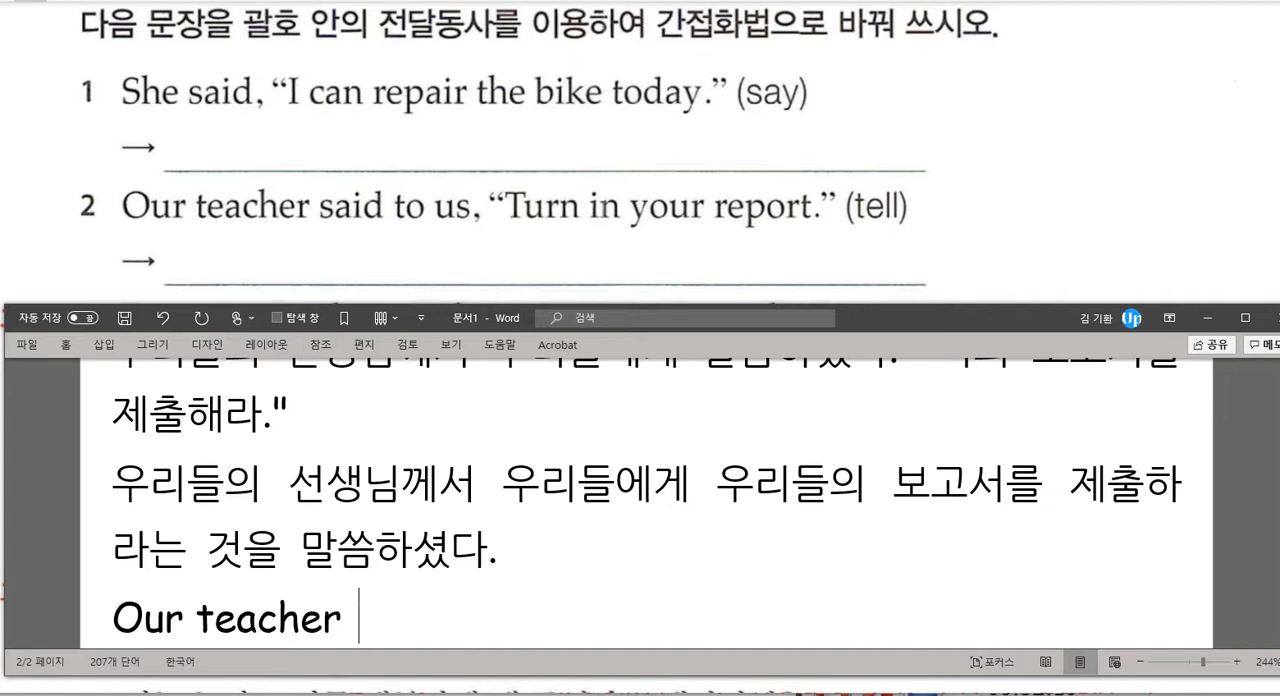 다음 문장을 괄호 안의 전달동사를 이용하여 간접화법으로 바꿔 쓰시오.
1 She said, “I can repair the bike today.” (say)
→
2 Our teacher said to us, “Turn in your report.” (tell)
→
자동 저장 문서1 - Word 검색 김 기환
탐색 창
파일 홈 삽입 그리기 디자인 레이아웃 참조 편지 검토 보기 도움말 Acrobat 공유 메모
제출해라."
우리들의 선생님께서 우리들에게 우리들의 보고서를 제출하
라는 것을 말씀하셨다.
Our teacher
2/2 페이지 207개 단어 한국어 포커스 244%